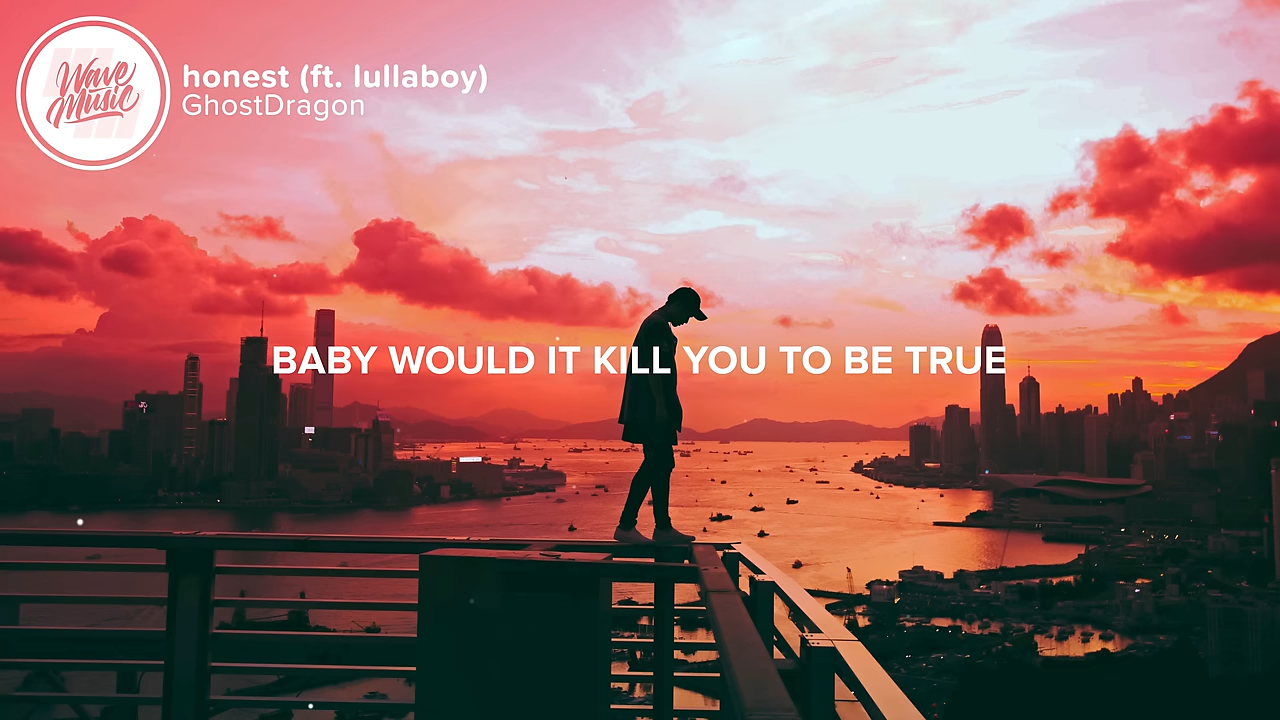 Wave
Music
honest (ft. lullaboy)
GhostDragon
BABY WOULD IT KILL YOU TO BE TRUE